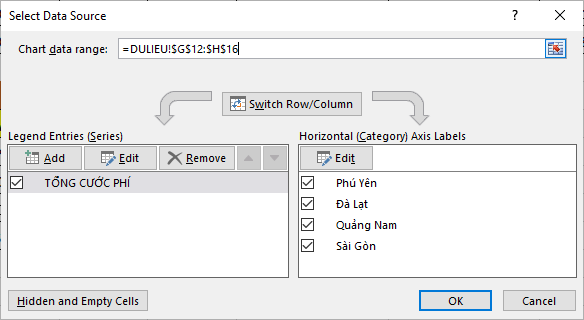 Select Data Source
? ×
Chart data range: =DULIEU!$G$12:$H$16
Switch Row/Column
Legend Entries (Series)
Add Edit Remove
TỔNG CƯỚC PHÍ
Horizontal (Category) Axis Labels
Edit
Phú Yên
Đà Lạt
Quảng Nam
Sài Gòn
Hidden and Empty Cells
OK
Cancel